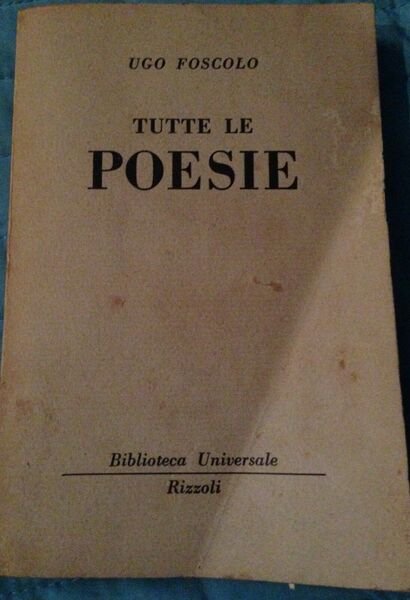 UGO FOSCOLO
TUTTE LE
POESIE
Biblioteca Universale
Rizzoli